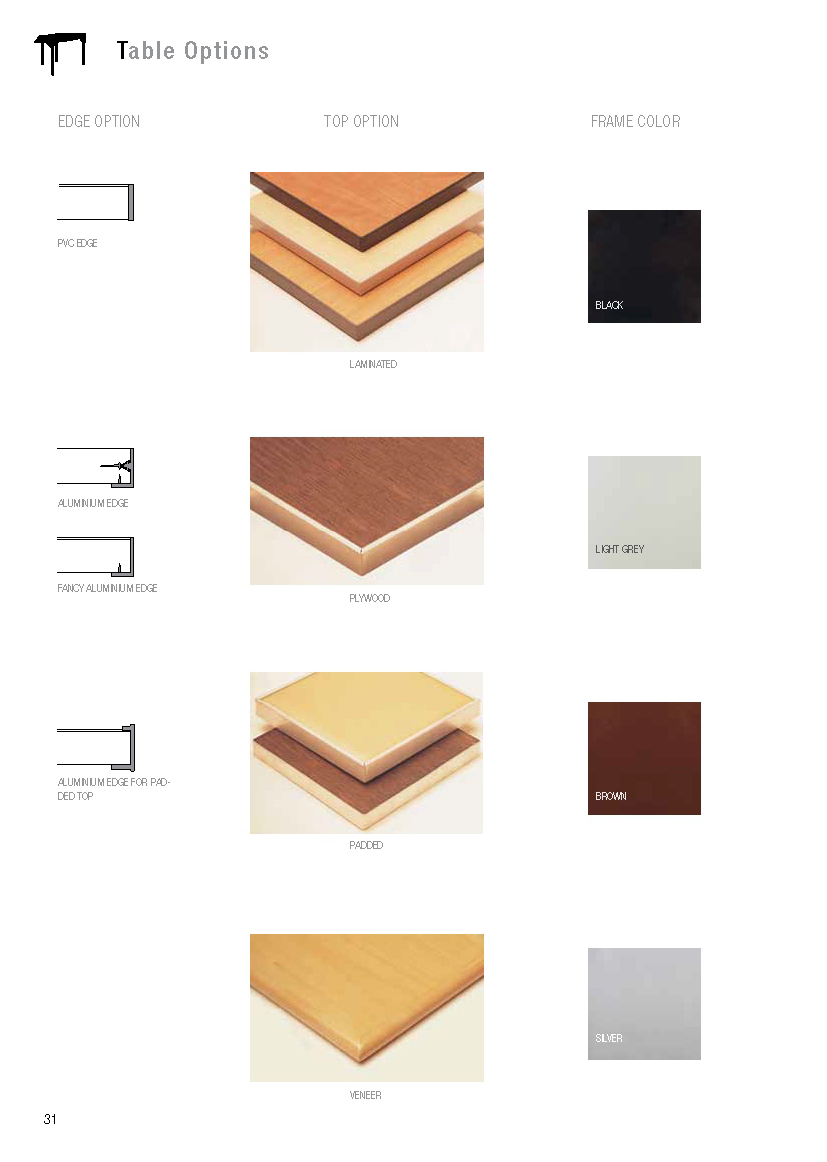 Table Options
EDGE OPTION
TOP OPTION
FRAME COLOR
PVC EDGE
LAMINATED
BLACK
ALUMINIUM EDGE
FANCY ALUMINIUM EDGE
PLYWOOD
LIGHT GREY
ALUMINIUM EDGE FOR PAD-
DED TOP
PADDED
BROWN
VENEER
SILVER
31